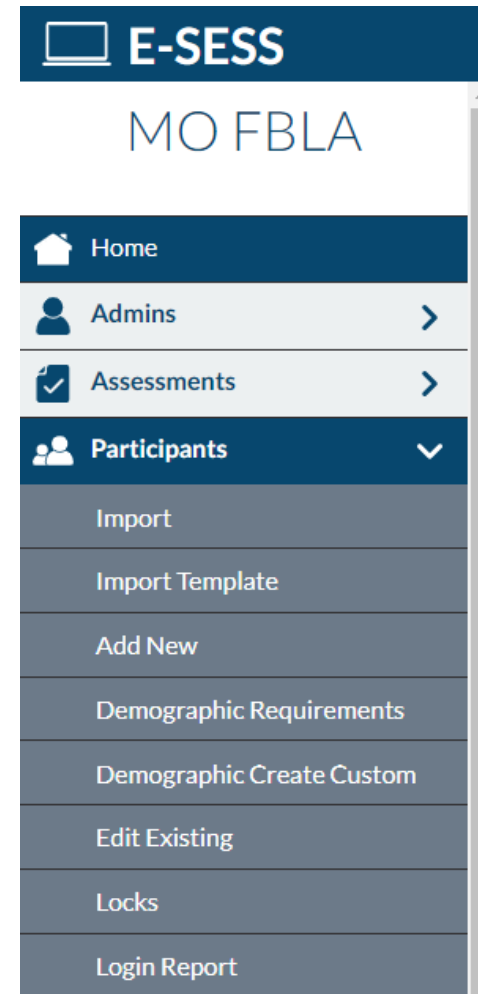 E-SESS
MO FBLA
Home
Admins
Assessments
Participants
Import
Import Template
Add New
Demographic Requirements
Demographic Create Custom
Edit Existing
Locks
Login Report